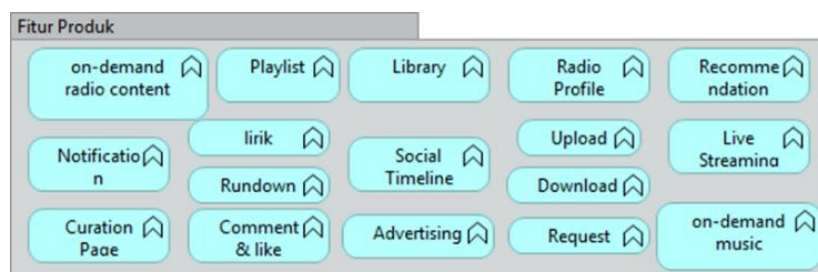 Fitur Produk
on-demand
radio content
Playlist
Library
Radio
Profile
Recomme
ndation
Notificatio
n
lirik
Rundown
Social
Timeline
Upload
Download
Live
Streaming
Curation
Page
Comment
& like
Advertising
Request
on-demand
music